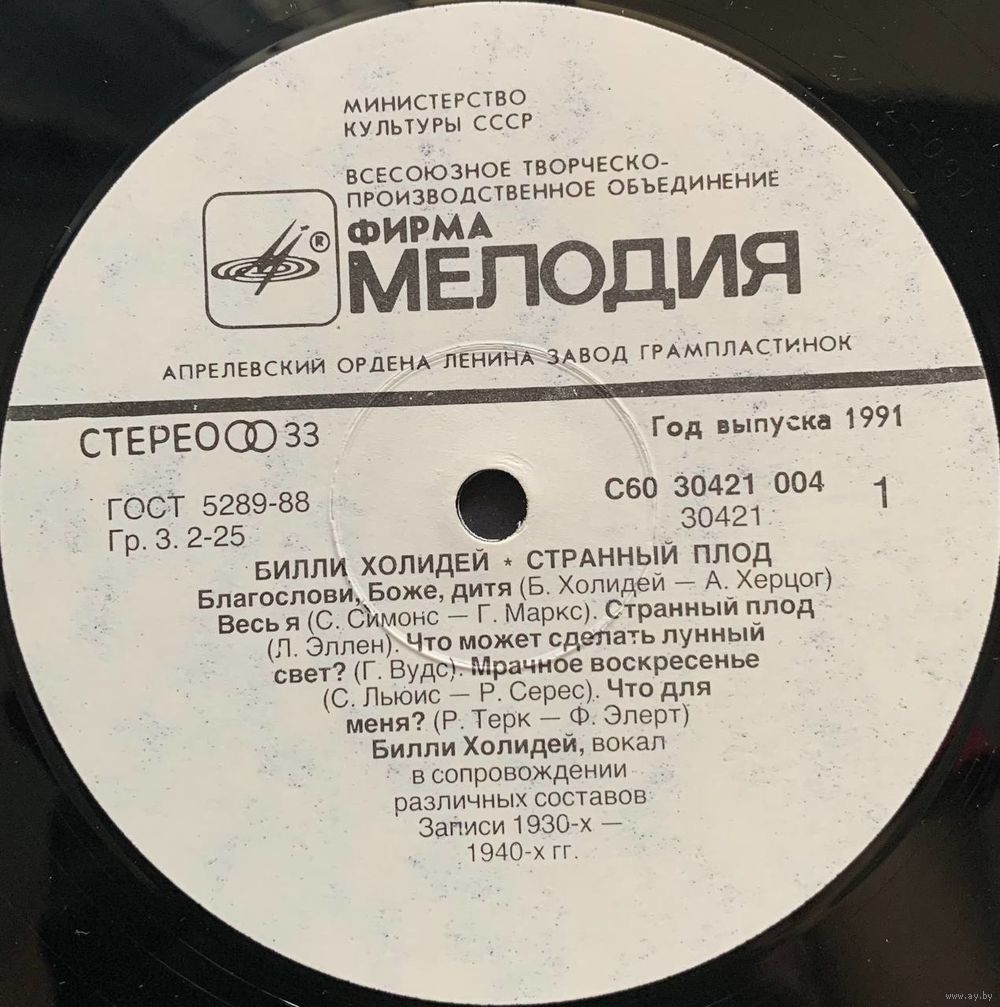 МИНИСТЕРСТВО
КУЛЬТУРЫ СССР
ВСЕСОЮЗНОЕ ТВОРЧЕСКО-
ПРОИЗВОДСТВЕННОЕ ОБЪЕДИНЕНИЕ
®
ФИРМА
МЕЛОДИЯ
АПРЕЛЕВСКИЙ ОРДЕНА ЛЕНИНА ЗАВОД ГРАМПЛАСТИНОК
СТЕРЕО 33
Год выпуска 1991
ГОСТ 5289-88
Гр. 3. 2-25
С60 30421 004
30421
1
БИЛЛИ ХОЛИДЕЙ * СТРАННЫЙ ПЛОД
Благослови, Боже, дитя (Б. Холидей — А. Херцог)
Весь я (С. Симонс — Г. Маркс). Странный плод
(Л. Эллен). Что может сделать лунный
свет? (Г. Вудс). Мрачное воскресенье
(С. Льюис — Р. Серес). Что для
меня? (Р. Терк — Ф. Элерт)
Билли Холидей, вокал
в сопровождении
различных составов
Записи 1930-х —
1940-х гг.
www.ay.by